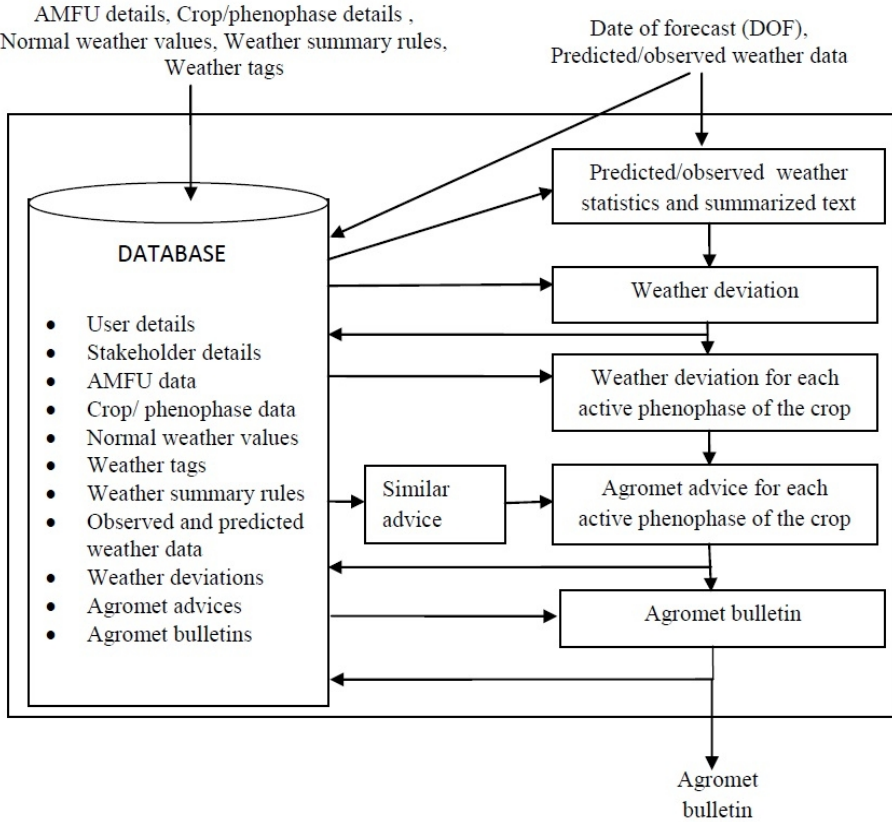 AMFU details, Crop/phenophase details ,
Normal weather values, Weather summary rules,
Weather tags
Date of forecast (DOF),
Predicted/observed weather data
DATABASE
• User details
• Stakeholder details
• AMFU data
• Crop/ phenophase data
• Normal weather values
• Weather tags
• Weather summary rules
• Observed and predicted
weather data
• Weather deviations
• Agromet advices
• Agromet bulletins
Predicted/observed weather
statistics and summarized text
Weather deviation
Weather deviation for each
active phenophase of the crop
Similar
advice
Agromet advice for each
active phenophase of the crop
Agromet bulletin
Agromet
bulletin